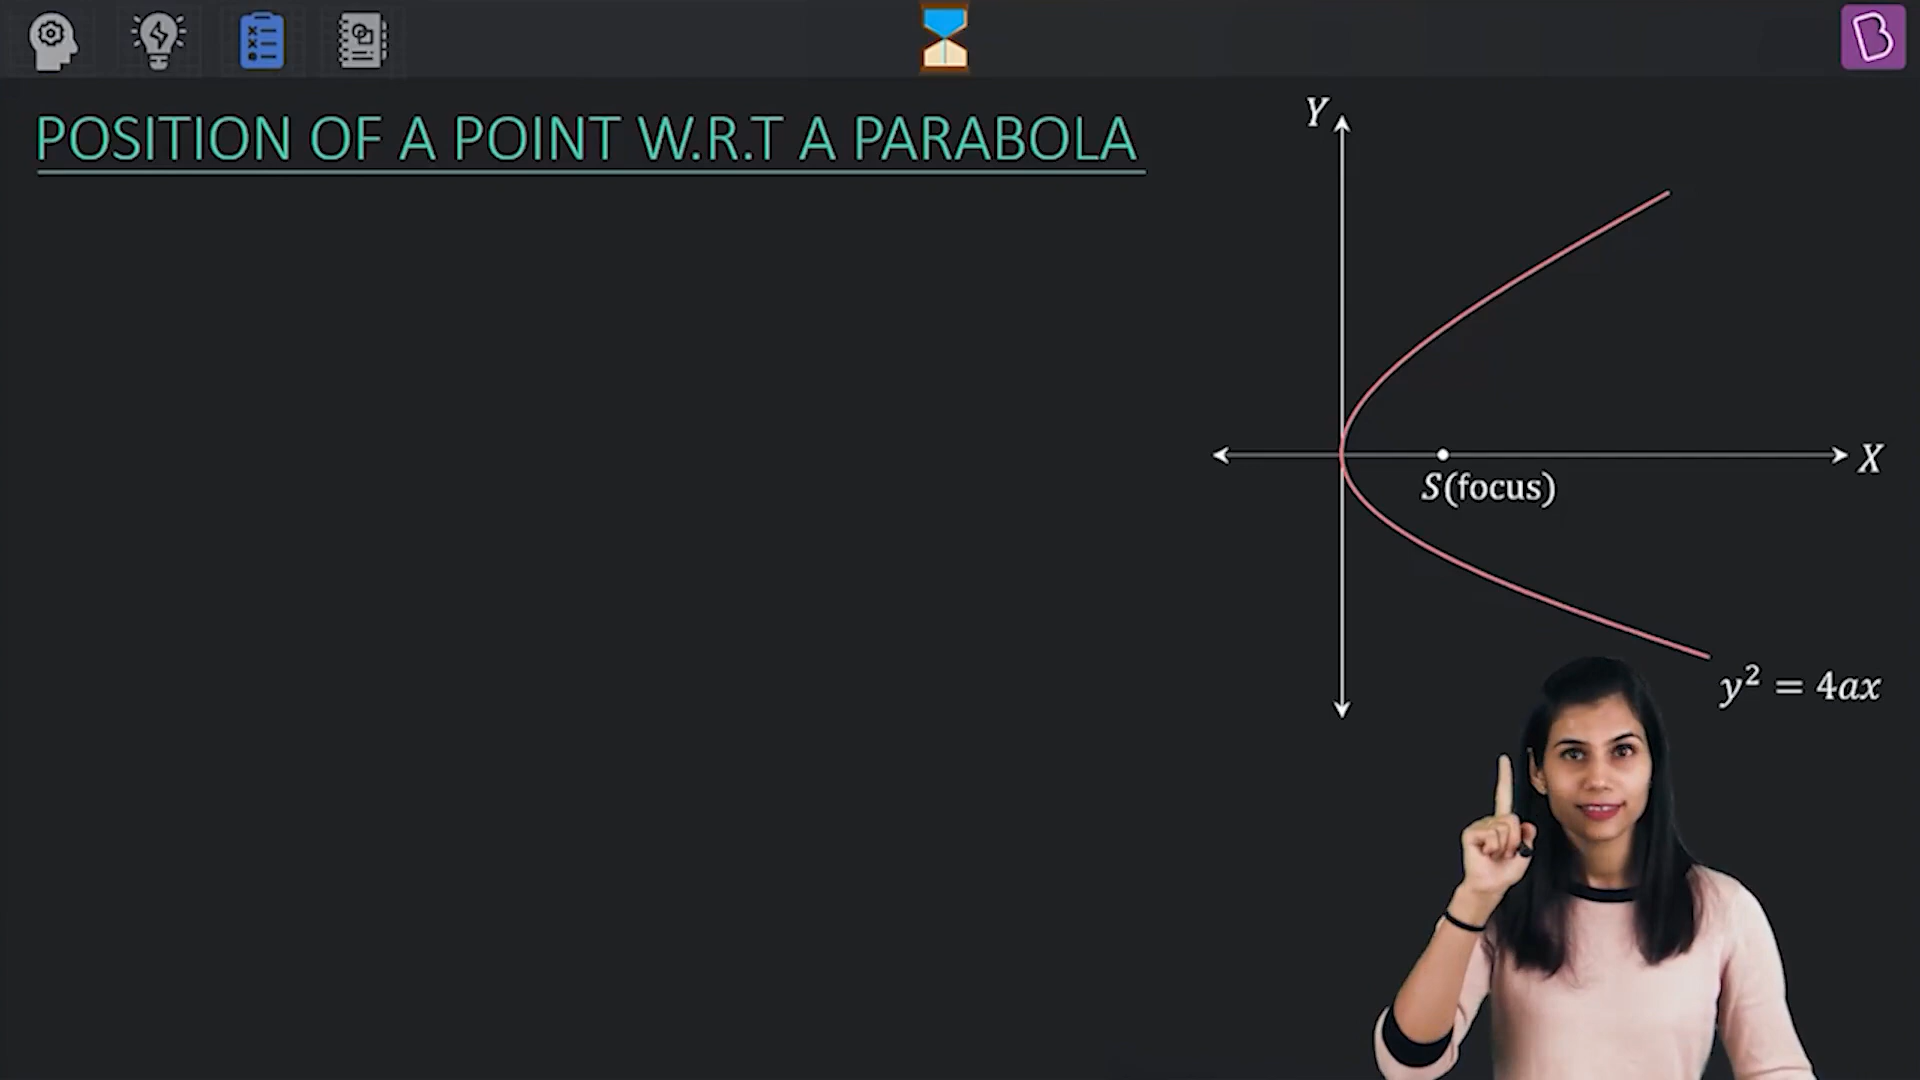 POSITION OF A POINT W.R.T A PARABOLA
Y
X
S(focus)
y² = 4ax